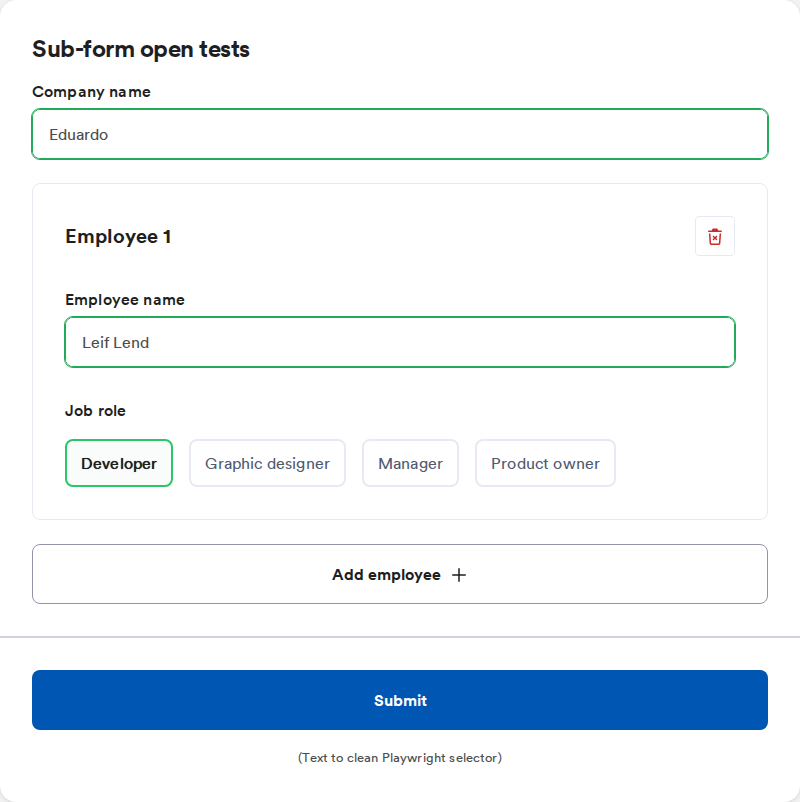 Sub-form open tests
Company name
Eduardo
Employee 1
Employee name
Leif Lend
Job role
Developer Graphic designer Manager Product owner
Add employee
Submit
(Text to clean Playwright selector)